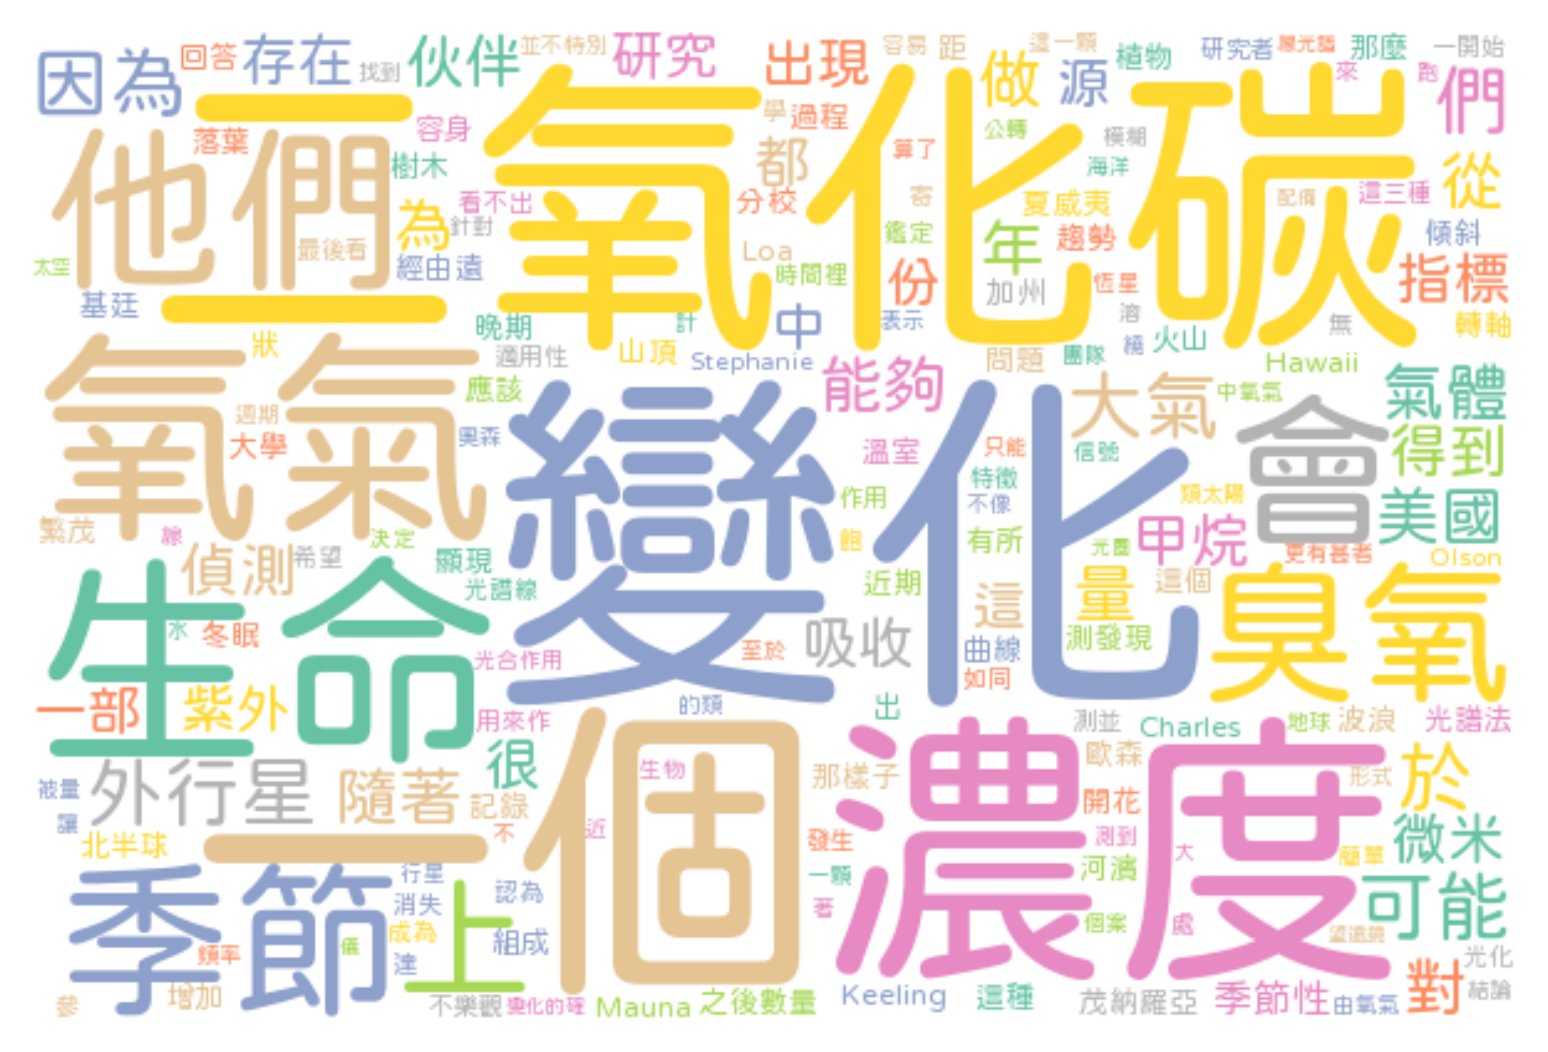 因為 回答 存在 找到 伙伴 並不特別 研究 出現 容易 距 這一顆 做 源 植物 研究者 陽光譜 那麼 來 一開始 跑 們
二氧化碳
他們 落葉 最後看 容身 樹木 看不出 為 針對 經由遠 太空 基廷
學 過程 都 算了 分校 寄 鑑定 Loa 時間裡 份
公轉 模糊 海洋 夏威夷 年 趨勢 加州 恆星 溶
配備 這三種 從 傾斜 指標 轉軸 無
晚期 計 中 表示 繞 火山
狀 適用性 山頂 Stephanie 能夠 問題 團隊 Hawaii
氧氣 週期 大學 應該 奧森 繁茂 線 決定
變化
大氣 中氧氣 會 氣體 得到 美國
溫室 只能 信號 特徵 不像 類太陽
作用 飽 有所 光圈 甲烷 更有甚者 Olson
偵測 希望 顯現 光譜線 近期 這 量 這個 臭氧
生命 水 冬眠 光合作用 至於 吸收 曲線 測發現 如同
一部 紫外 用來作 的類 出 測並 Charles 地球 波浪 光譜法
外行星 隨著 很 記錄 生物 那樣子 歐森 形式 於
被量 讓 不 近 一個 濃度 開花 測到 簡單 微米
北半球 發生 河濱 大
季節 行星 消失 認為 一顆 著 個案 處 可能 望遠鏡
頻率 儀 成為 達 上 組成 對 光化 結論
參 增加 不樂觀 變化的確 Mauna 之後數量 Keeling 這種 茂納羅亞 季節性 由氧氣